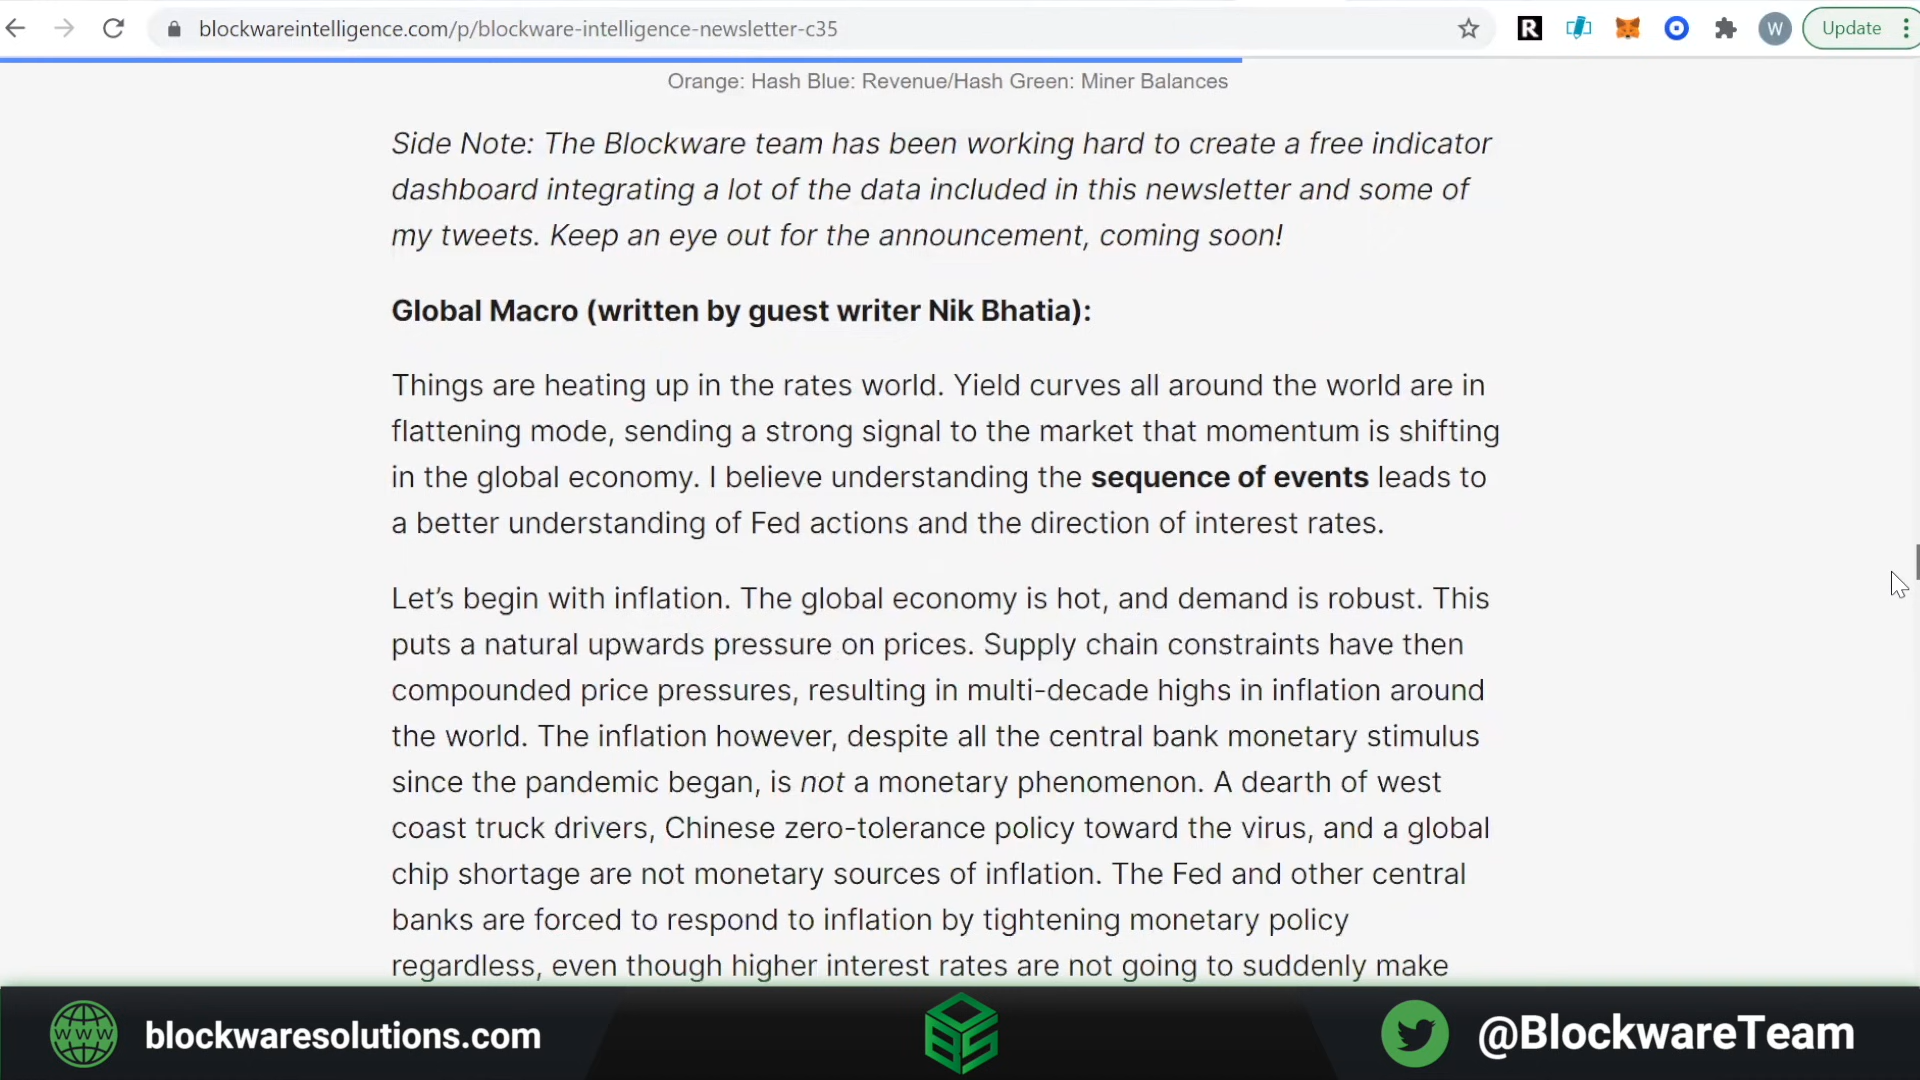 blockwareintelligence.com/p/blockware-intelligence-newsletter-c35
R
W
Update
Orange: Hash Blue: Revenue/Hash Green: Miner Balances
Side Note: The Blockware team has been working hard to create a free indicator
dashboard integrating a lot of the data included in this newsletter and some of
my tweets. Keep an eye out for the announcement, coming soon!
Global Macro (written by guest writer Nik Bhatia):
Things are heating up in the rates world. Yield curves all around the world are in
flattening mode, sending a strong signal to the market that momentum is shifting
in the global economy. I believe understanding the sequence of events leads to
a better understanding of Fed actions and the direction of interest rates.
Let’s begin with inflation. The global economy is hot, and demand is robust. This
puts a natural upwards pressure on prices. Supply chain constraints have then
compounded price pressures, resulting in multi-decade highs in inflation around
the world. The inflation however, despite all the central bank monetary stimulus
since the pandemic began, is not a monetary phenomenon. A dearth of west
coast truck drivers, Chinese zero-tolerance policy toward the virus, and a global
chip shortage are not monetary sources of inflation. The Fed and other central
banks are forced to respond to inflation by tightening monetary policy
regardless, even though higher interest rates are not going to suddenly make
WWW
blockwaresolutions.com
BS
@BlockwareTeam